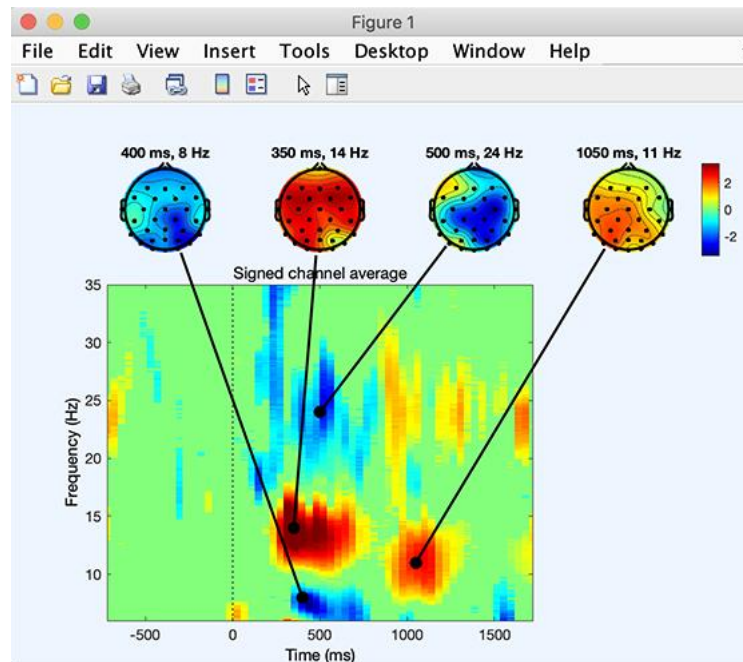 Figure 1
File Edit View Insert Tools Desktop Window Help
400 ms, 8 Hz
350 ms, 14 Hz
500 ms, 24 Hz
1050 ms, 11 Hz
2
0
-2
Signed channel average
35
30
25
20
15
10
Frequency (Hz)
-500 0 500 1000 1500
Time (ms)